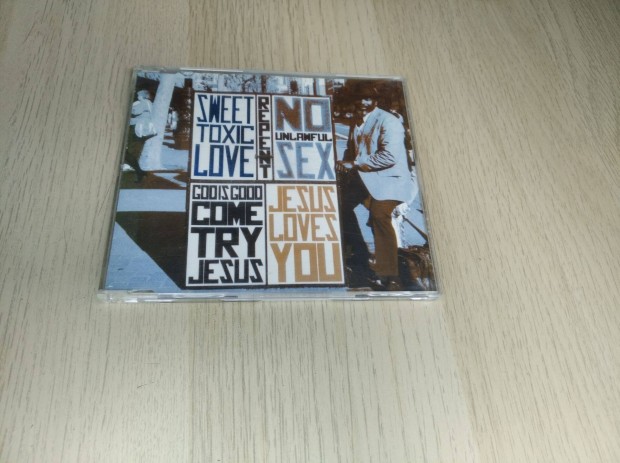 SWEET
TOXIC
LOVE
REPENT
NO
UNLAWFUL
SEX
GOD IS GOOD
COME
TRY
JESUS
JESUS
LOVES
YOU